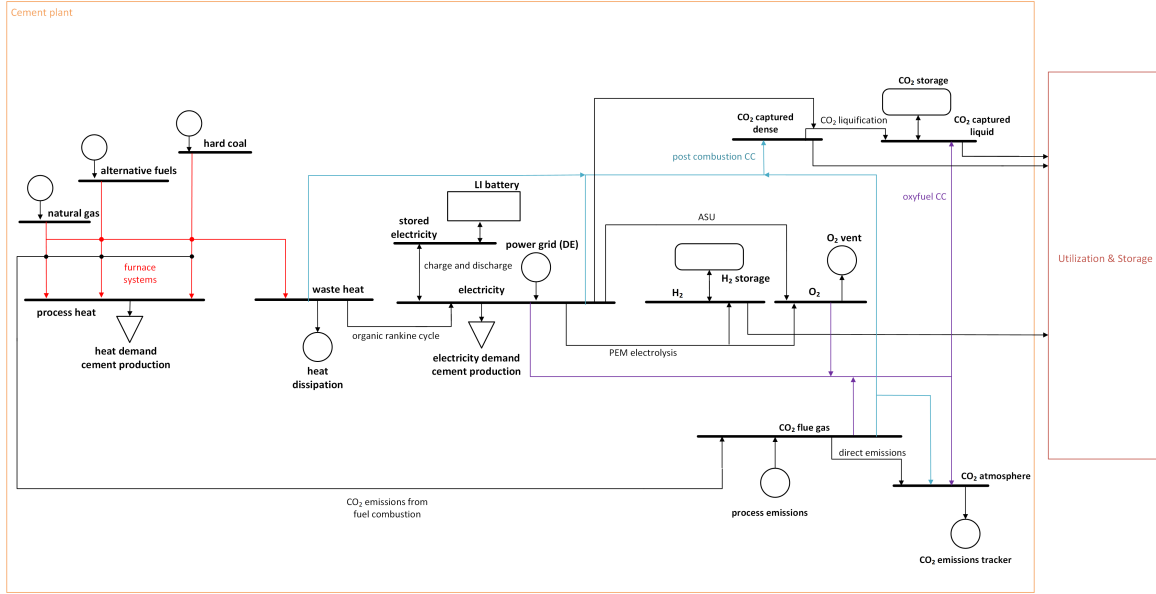 Cement plant
CO₂ storage
CO₂ captured
dense
CO₂ liquification
CO₂ captured
liquid
hard coal
post combustion CC
alternative fuels
LI battery
oxyfuel CC
natural gas
stored
electricity
ASU
power grid (DE)
O₂ vent
furnace
systems
charge and discharge
H₂ storage
Utilization & Storage
waste heat
electricity
H₂
O₂
process heat
organic rankine cycle
heat demand
cement production
electricity demand
cement production
PEM electrolysis
heat
dissipation
CO₂ flue gas
direct emissions
CO₂ atmosphere
CO₂ emissions from
fuel combustion
process emissions
CO₂ emissions tracker